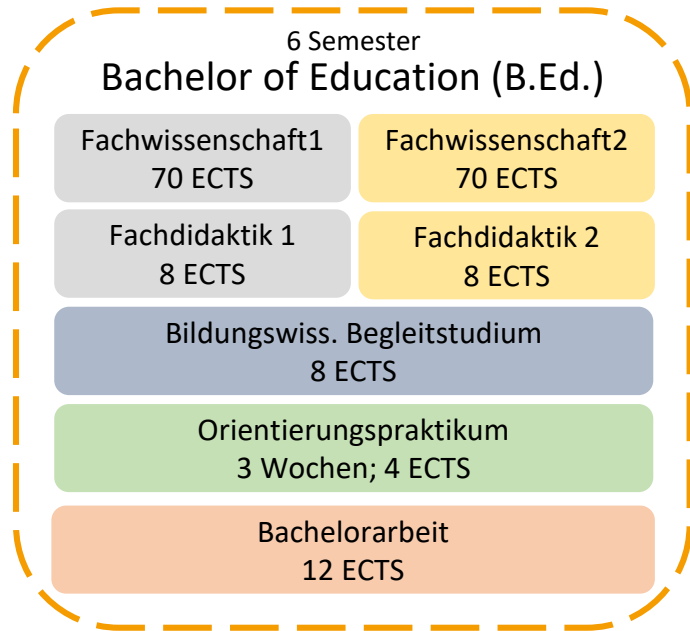 6 Semester
Bachelor of Education (B.Ed.)
Fachwissenschaft1
70 ECTS
Fachwissenschaft2
70 ECTS
Fachdidaktik 1
8 ECTS
Fachdidaktik 2
8 ECTS
Bildungswiss. Begleitstudium
8 ECTS
Orientierungspraktikum
3 Wochen; 4 ECTS
Bachelorarbeit
12 ECTS